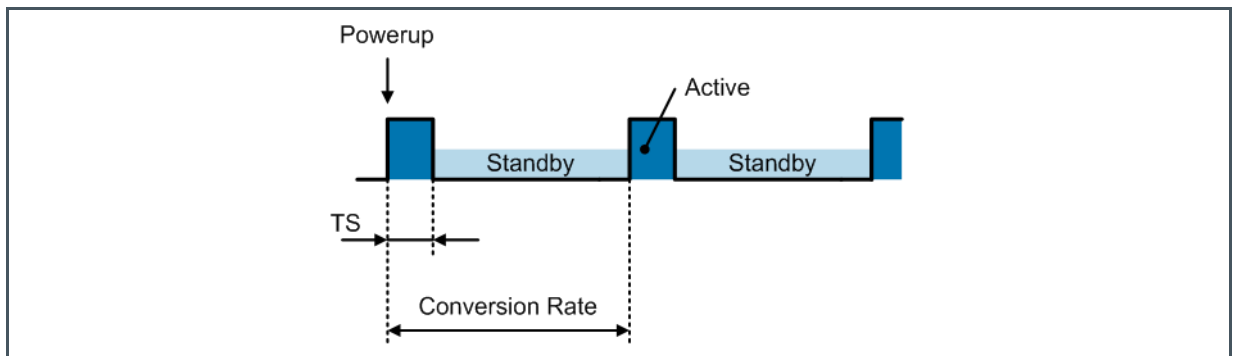 Powerup
Active
Standby
Standby
TS
Conversion Rate